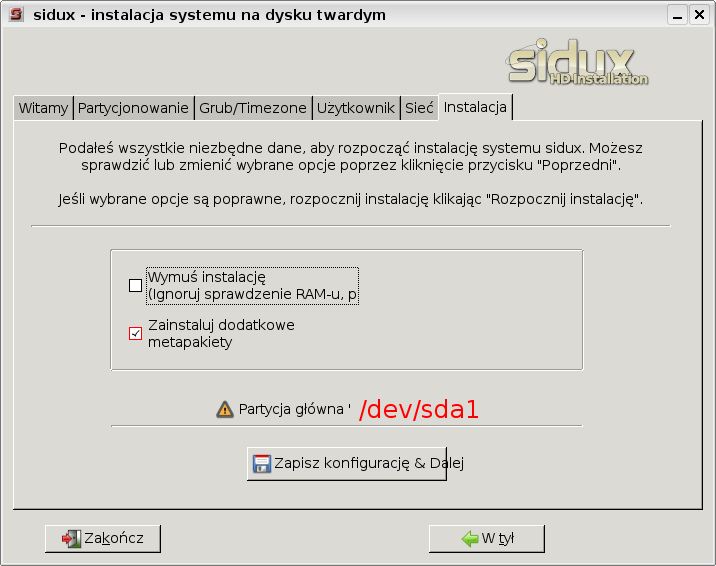 sidux - instalacja systemu na dysku twardym
sidux
HD-Installation
Witamy Partycjonowanie Grub/Timezone Użytkownik Sieć Instalacja
Podałeś wszystkie niezbędne dane, aby rozpocząć instalację systemu sidux. Możesz
sprawdzić lub zmienić wybrane opcje poprzez kliknięcie przycisku "Poprzedni".
Jeśli wybrane opcje są poprawne, rozpocznij instalację klikając "Rozpocznij instalację".
Wymuś instalację
(Ignoruj sprawdzenie RAM-u, p
Zainstaluj dodatkowe
metapakiety
Partycja główna ' /dev/sda1
Zapisz konfigurację & Dalej
Zakończ W tył